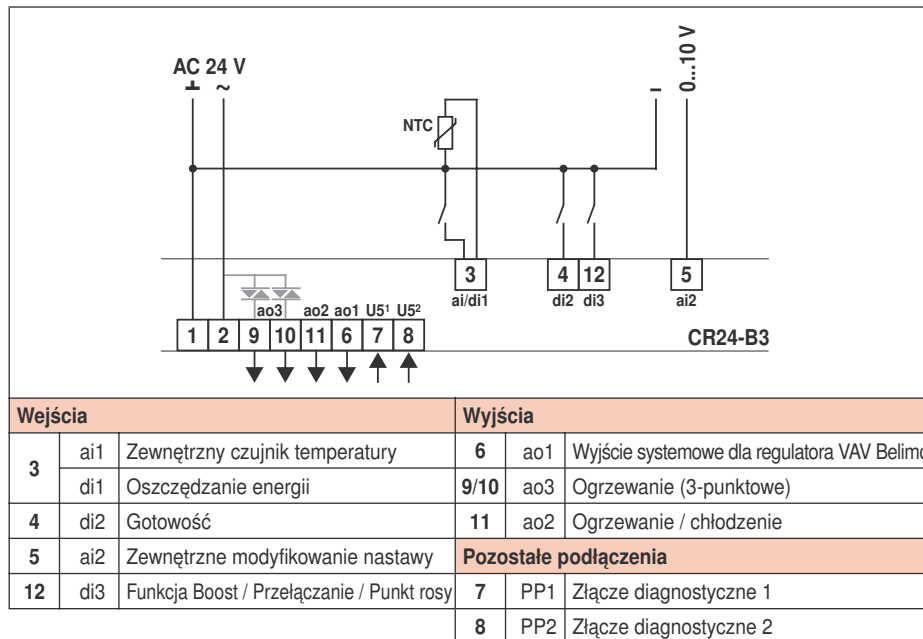 AC 24 V
⊥ ~
NTC
–
0...10 V
3 4 12 5
ai/di1 di2 di3 ai2
ao3 ao2 ao1 U5¹ U5²
1 2 9 10 11 6 7 8
CR24-B3
Wejścia
3 ai1 Zewnętrzny czujnik temperatury
di1 Oszczędzanie energii
4 di2 Gotowość
5 ai2 Zewnętrzne modyfikowanie nastawy
12 di3 Funkcja Boost / Przełączanie / Punkt rosy
Wyjścia
6 ao1 Wyjście systemowe dla regulatora VAV Belimo
9/10 ao3 Ogrzewanie (3-punktowe)
11 ao2 Ogrzewanie / chłodzenie
Pozostałe podłączenia
7 PP1 Złącze diagnostyczne 1
8 PP2 Złącze diagnostyczne 2